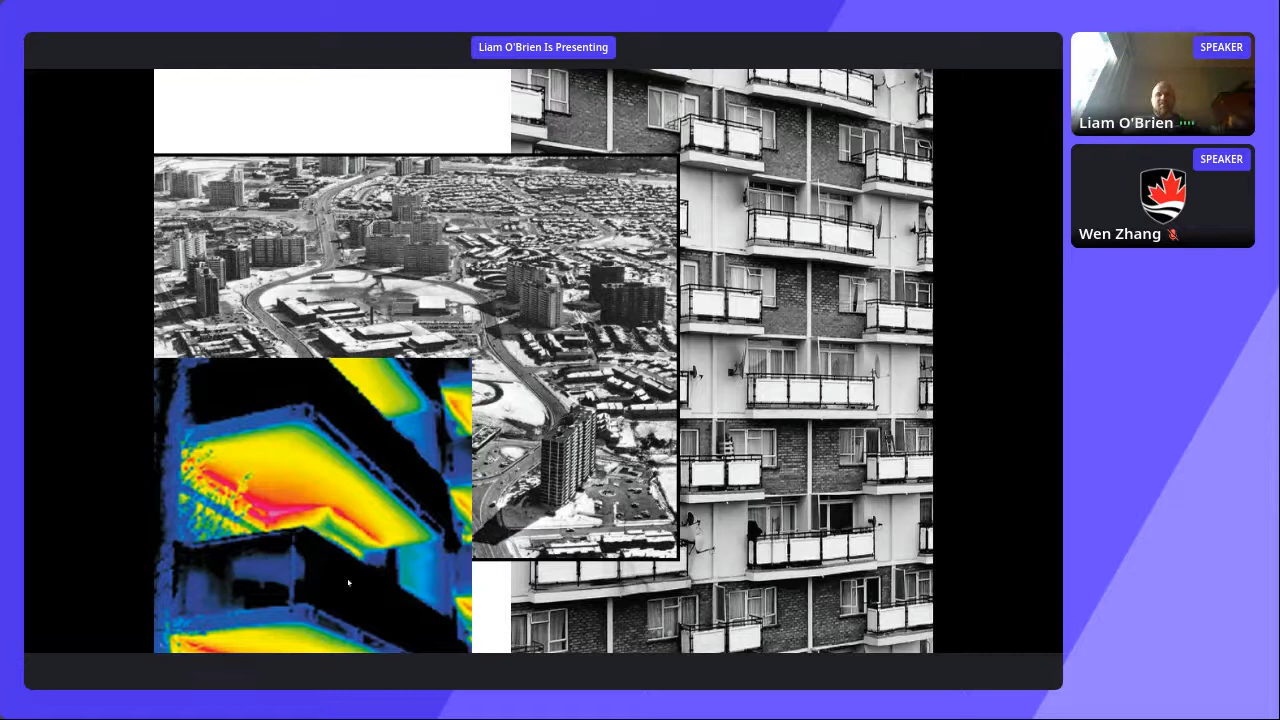 Liam O'Brien Is Presenting
SPEAKER
Liam O'Brien
SPEAKER
Wen Zhang